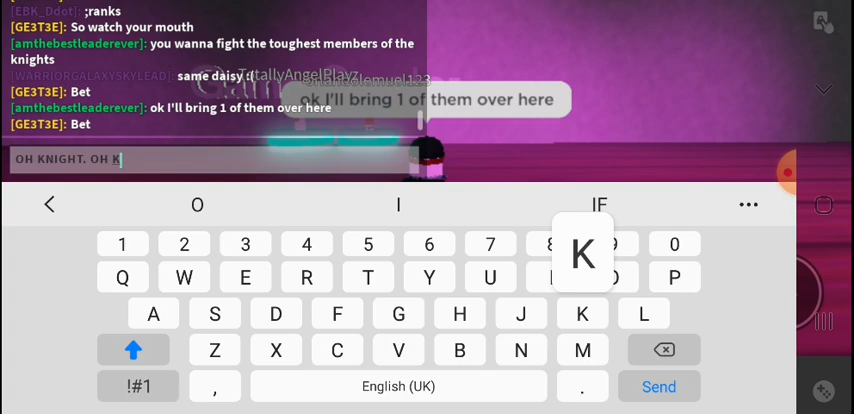 [EBK_Ddot]: ;ranks
[GE3T3E]: So watch your mouth
[amthebestleaderever]: you wanna fight the toughest members of the
knights
[WARRIORGALAXYSKYLEAD]: same daisy :(
TotallyAngelPlayz
[GE3T3E]: Bet
[amthebestleaderever]: ok I'll bring 1 of them over here
ok I'll bring 1 of them over here
[GE3T3E]: Bet
OH KNIGHT. OH K
O I IF
K
1 2 3 4 5 6 7 8 9 0
Q W E R T Y U I O P
A S D F G H J K L
Z X C V B N M
!#1 , English (UK) . Send